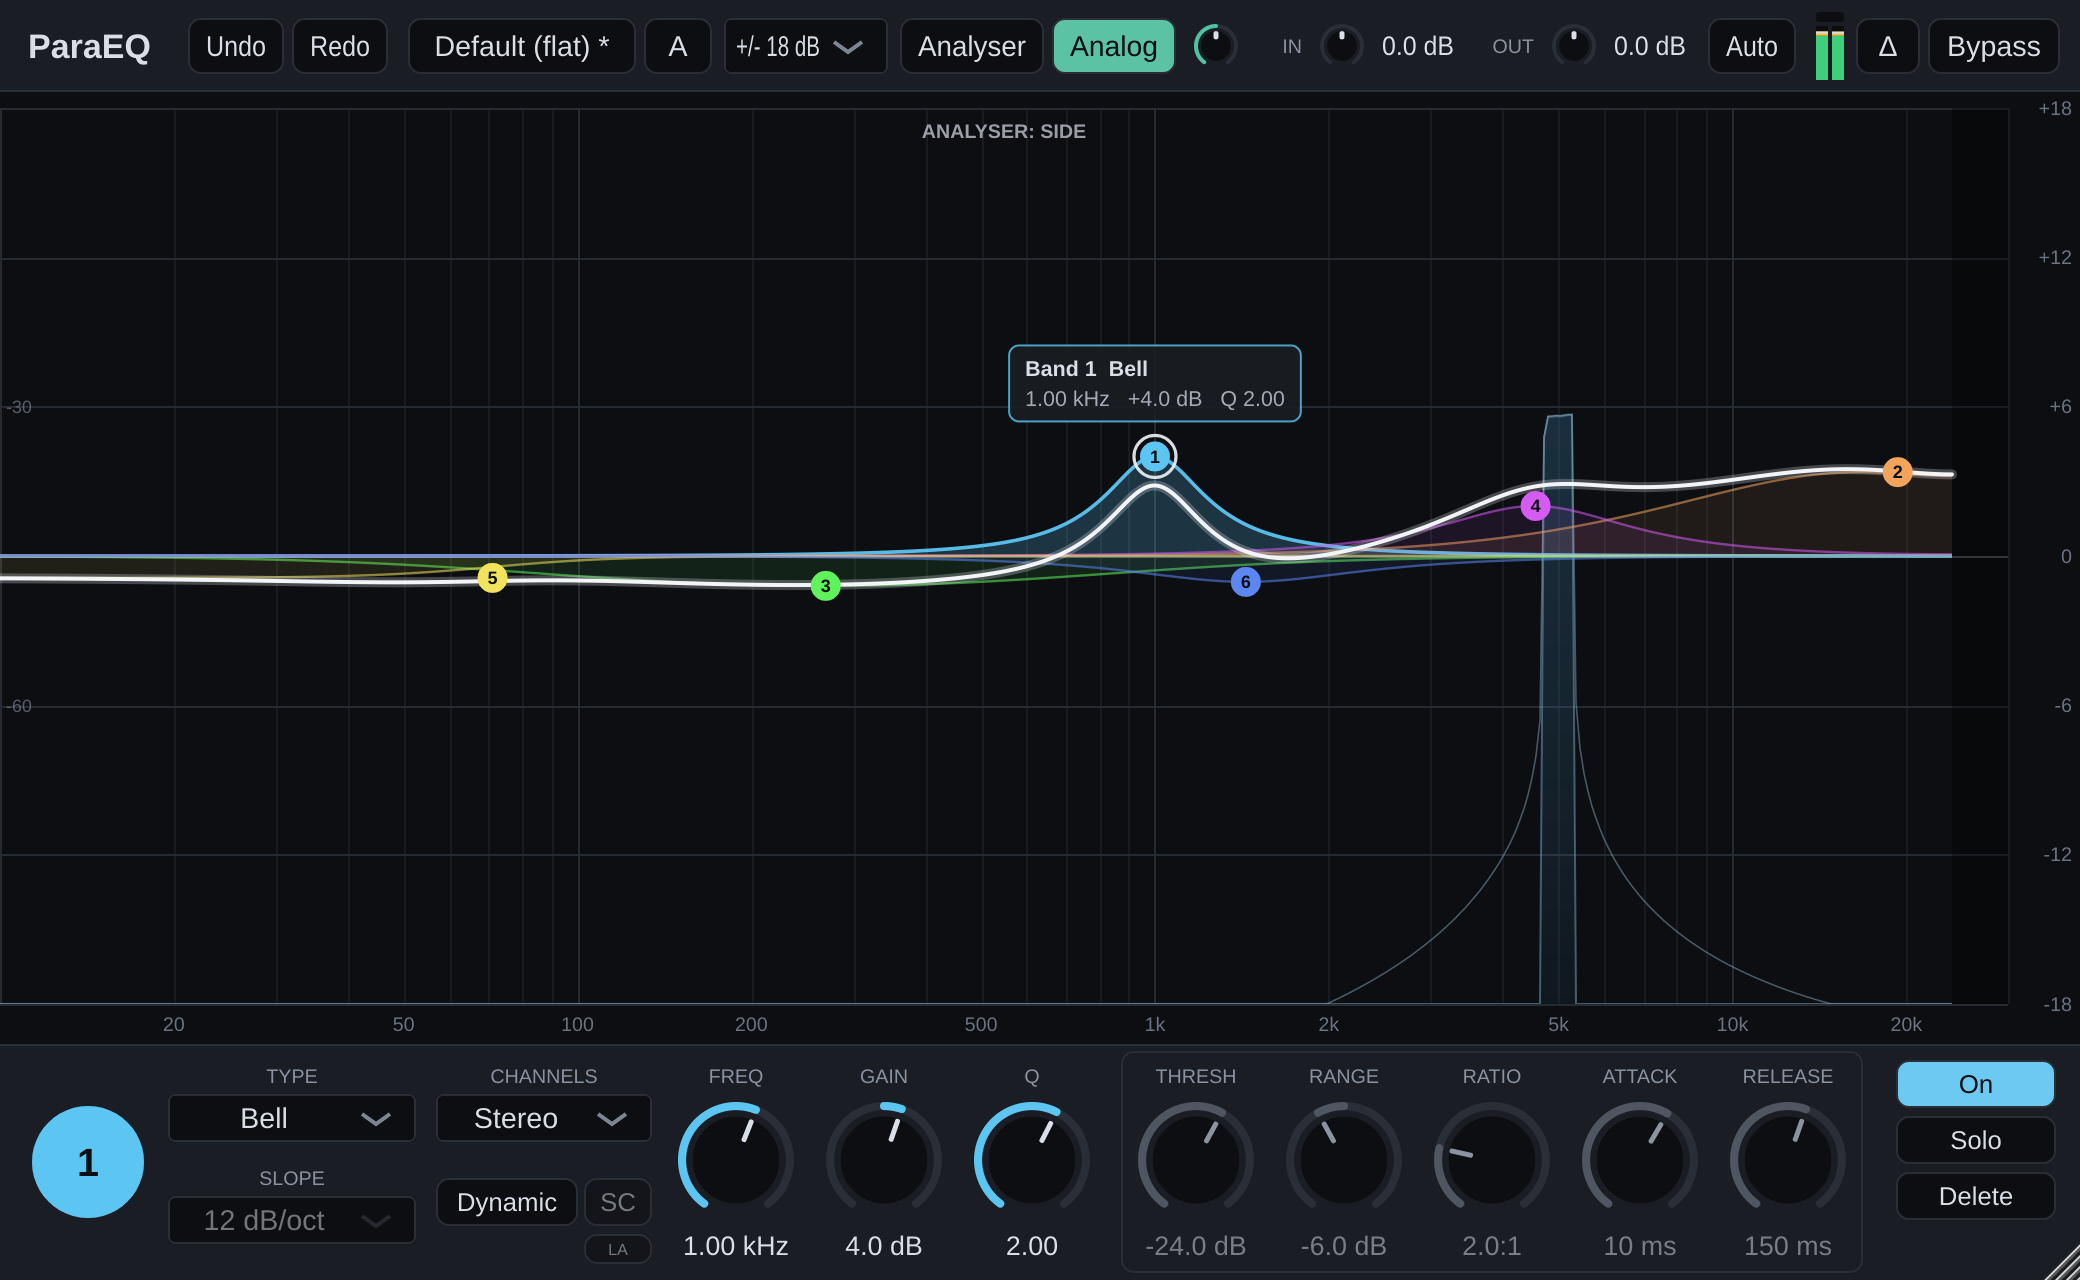 ParaEQ Undo Redo Default (flat) * A +/- 18 dB Analyser Analog IN 0.0 dB OUT 0.0 dB Auto Δ Bypass
+18
ANALYSER: SIDE
+12
Band 1 Bell
1.00 kHz +4.0 dB Q 2.00
-30 +6
1
2
4
0
5 3 6
-60 -6
-12
-18
20 50 100 200 500 1k 2k 5k 10k 20k
TYPE CHANNELS FREQ GAIN Q THRESH RANGE RATIO ATTACK RELEASE
On
Bell Stereo
Solo
1
SLOPE
Delete
Dynamic SC
12 dB/oct
LA 1.00 kHz 4.0 dB 2.00 -24.0 dB -6.0 dB 2.0:1 10 ms 150 ms